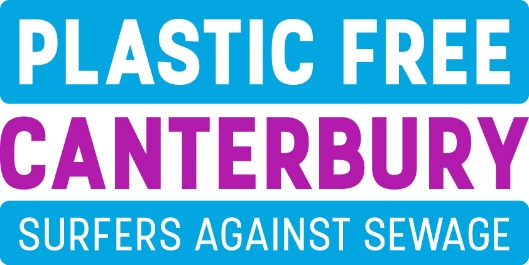 PLASTIC FREE
CANTERBURY
SURFERS AGAINST SEWAGE